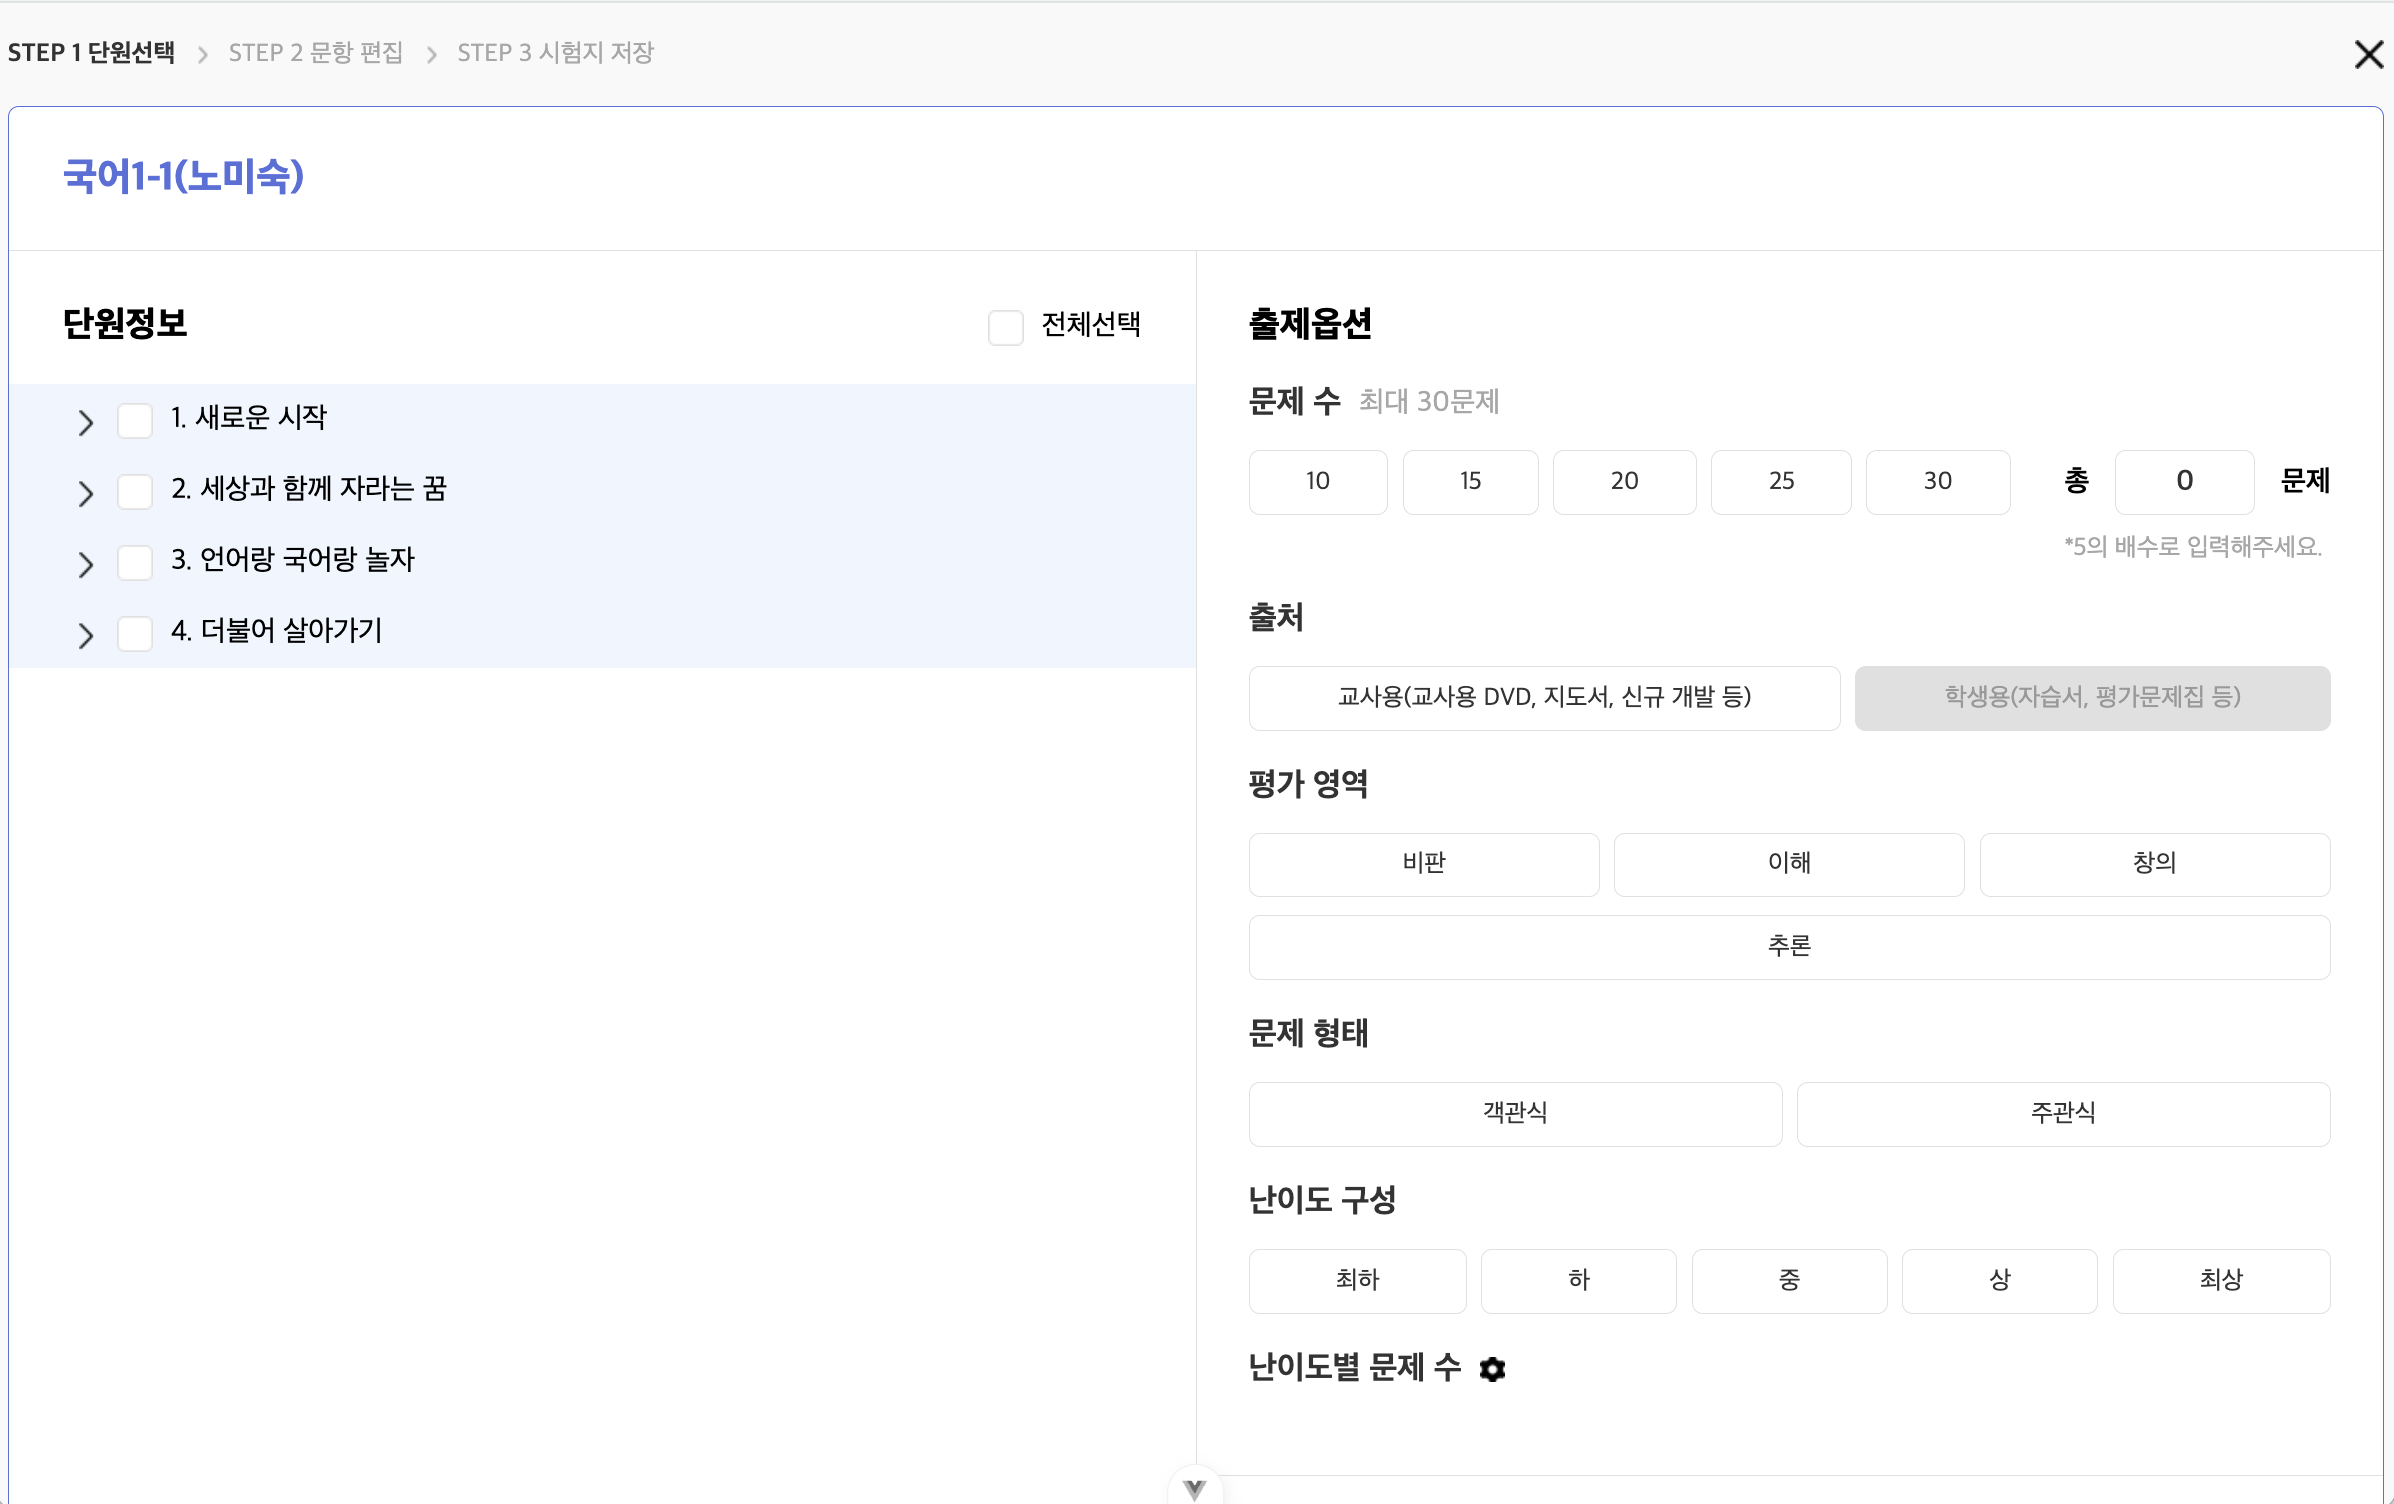 STEP 1 단원선택 STEP 2 문항 편집 STEP 3 시험지 저장
국어1-1(노미숙)
단원정보 전체선택
1. 새로운 시작
2. 세상과 함께 자라는 꿈
3. 언어랑 국어랑 놀자
4. 더불어 살아가기
출제옵션
문제 수 최대 30문제
10 15 20 25 30 총 0 문제
*5의 배수로 입력해주세요.
출처
교사용(교사용 DVD, 지도서, 신규 개발 등) 학생용(자습서, 평가문제집 등)
평가 영역
비판 이해 창의
추론
문제 형태
객관식 주관식
난이도 구성
최하 하 중 상 최상
난이도별 문제 수